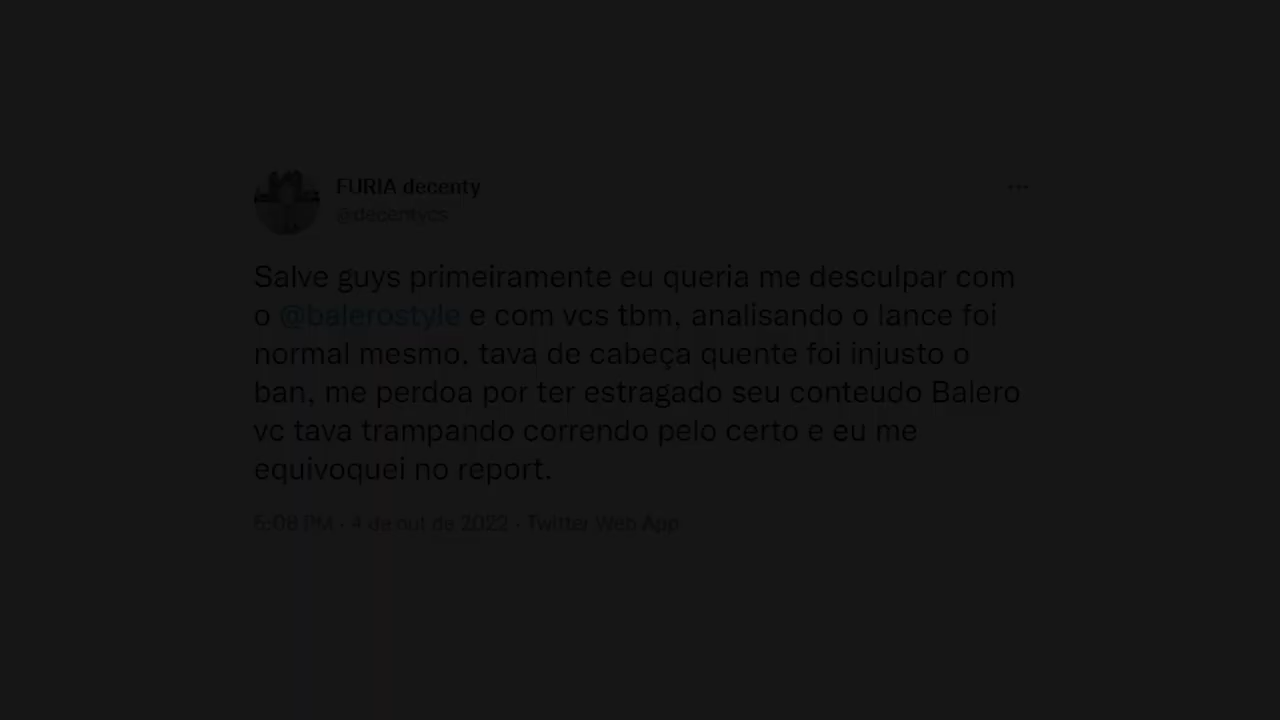 FURIA decenty
@decentycs
Salve guys primeiramente eu queria me desculpar com
o @balerostyle e com vcs tbm, analisando o lance foi
normal mesmo. tava de cabeça quente foi injusto o
ban, me perdoa por ter estragado seu conteudo Balero
vc tava trampando correndo pelo certo e eu me
equivoquei no report.
5:08 PM · 4 de out de 2022 · Twitter Web App